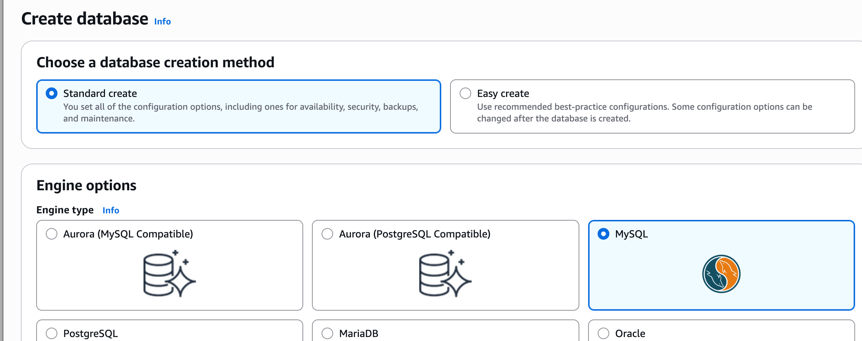 Create database Info
Choose a database creation method
Standard create
You set all of the configuration options, including ones for availability, security, backups,
and maintenance.
Easy create
Use recommended best-practice configurations. Some configuration options can be
changed after the database is created.
Engine options
Engine type Info
Aurora (MySQL Compatible)
Aurora (PostgreSQL Compatible)
MySQL
PostgreSQL
MariaDB
Oracle